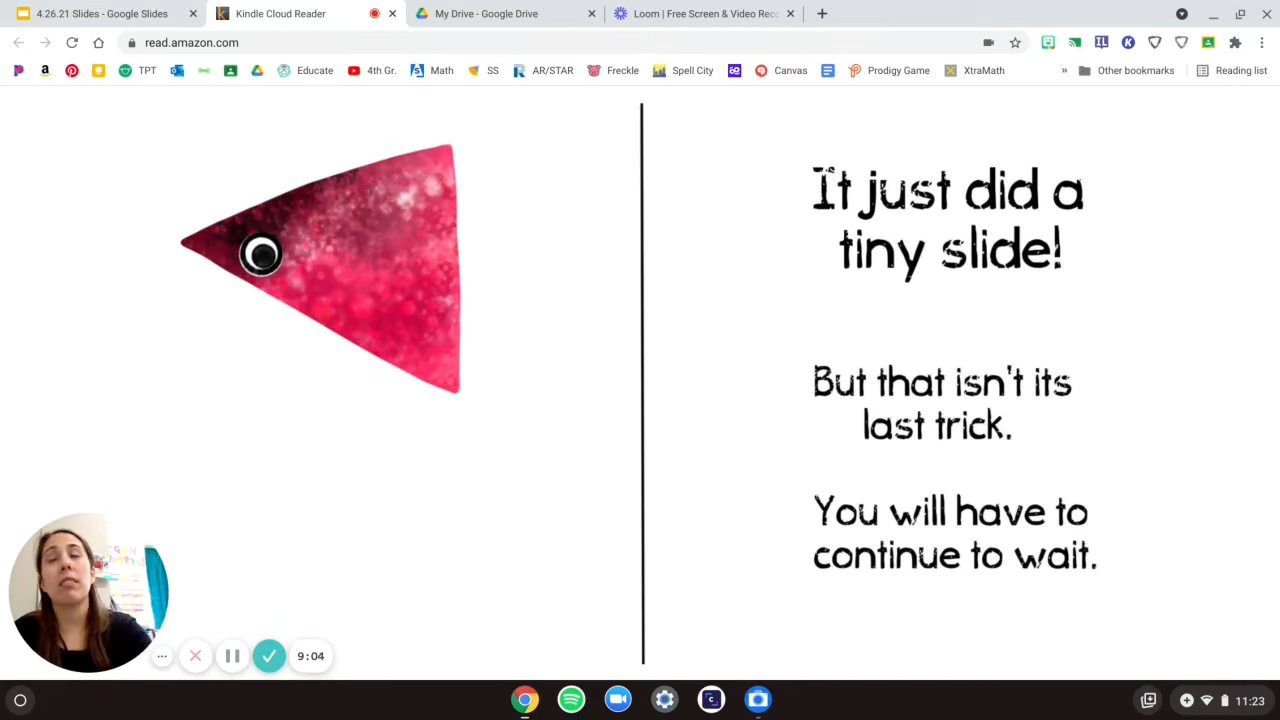 4.26.21 Slides - Google Slides
Kindle Cloud Reader
My Drive - Google Drive
Loom | Free Screen & Video Rec
read.amazon.com
TPT
Educate
4th Gr.
Math
SS
AR/STAR
Freckle
Spell City
Canvas
Prodigy Game
XtraMath
»
Other bookmarks
Reading list
It just did a
tiny slide!
But that isn't its
last trick.
You will have to
continue to wait.
9:04
11:23